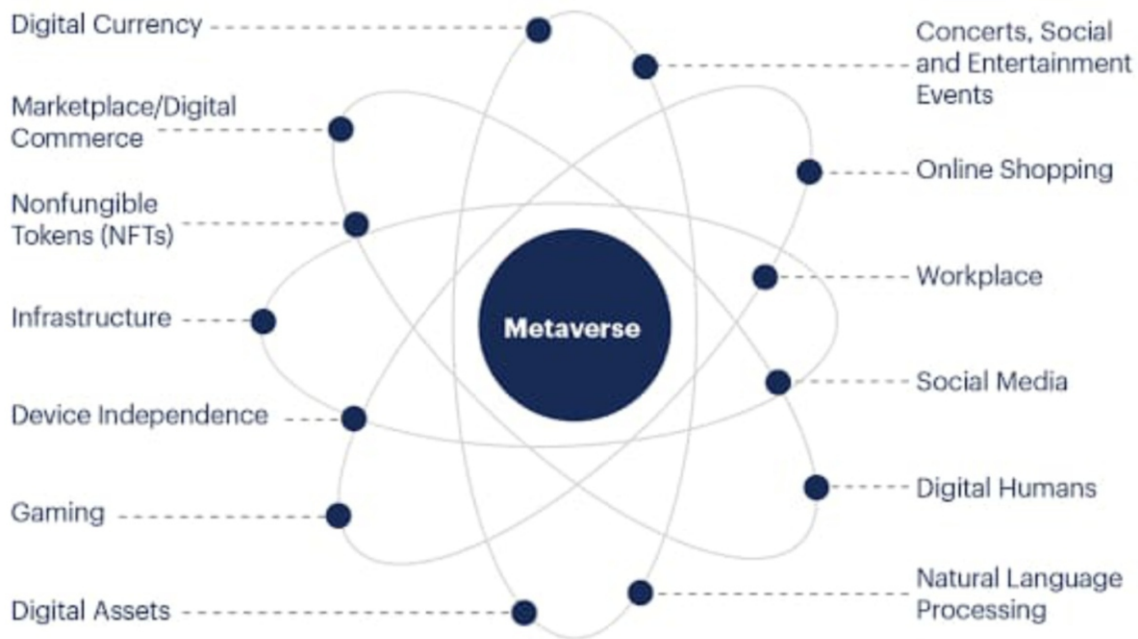 Digital Currency
Marketplace/Digital
Commerce
Nonfungible
Tokens (NFTs)
Infrastructure
Device Independence
Gaming
Digital Assets
Metaverse
Concerts, Social
and Entertainment
Events
Online Shopping
Workplace
Social Media
Digital Humans
Natural Language
Processing